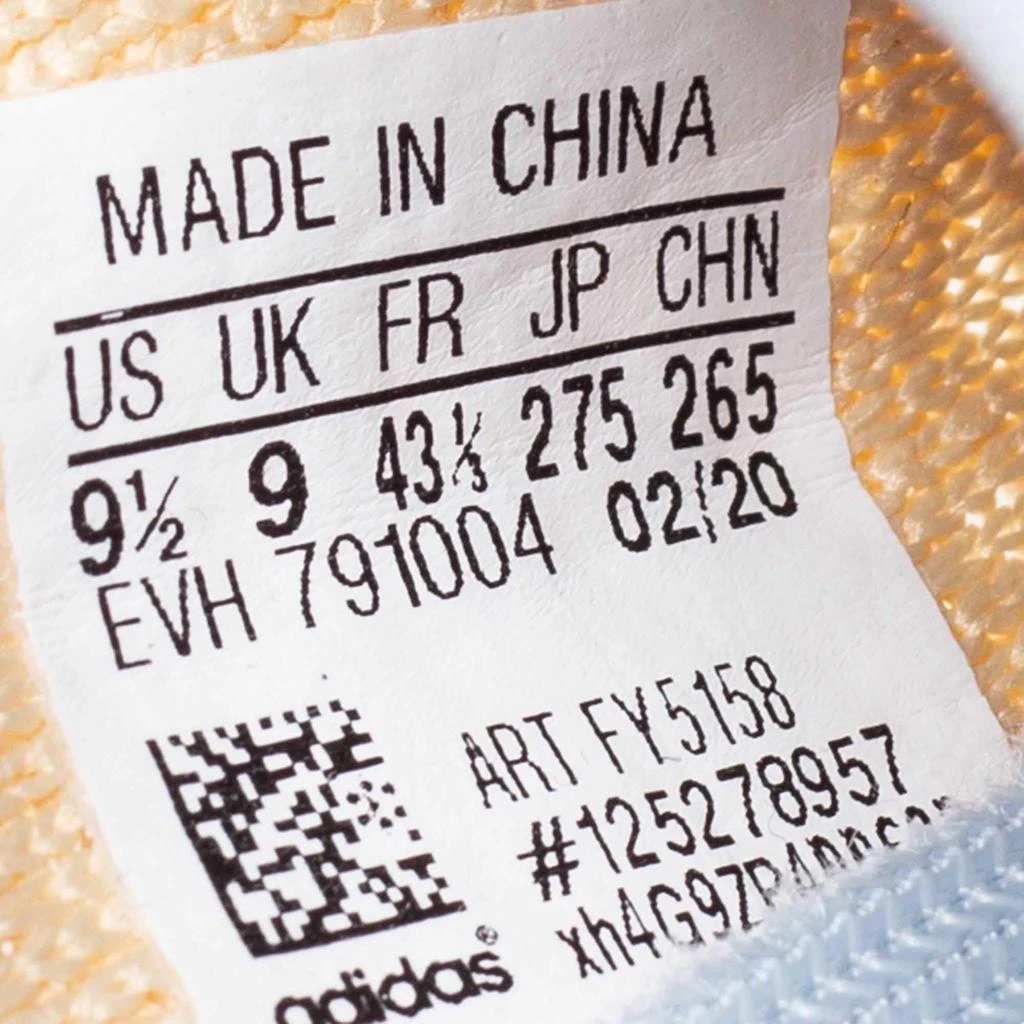 MADE IN CHINA
US UK FR JP CHN
9½ 9 43⅓ 275 265
EVH 791004 02/20
ART FY5158
#125278957
adidas®